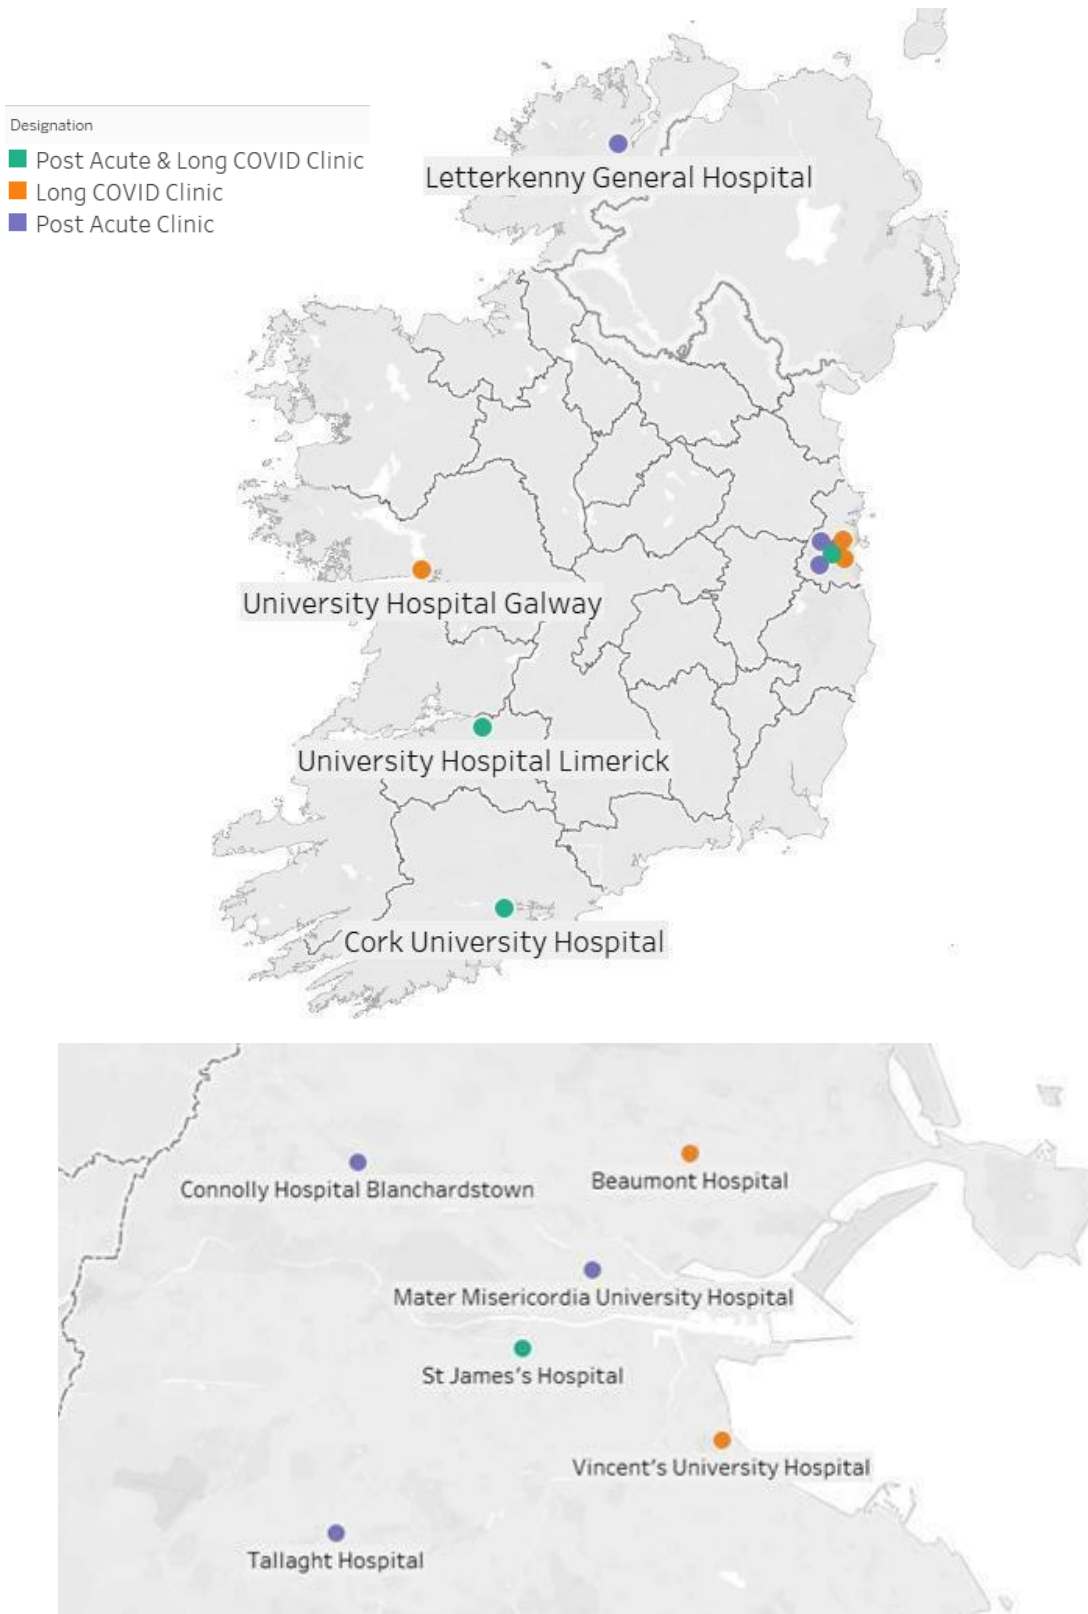 Designation
Post Acute & Long COVID Clinic
Long COVID Clinic
Post Acute Clinic
Letterkenny General Hospital
University Hospital Galway
University Hospital Limerick
Cork University Hospital
Connolly Hospital Blanchardstown
Beaumont Hospital
Mater Misericordia University Hospital
St James's Hospital
Vincent's University Hospital
Tallaght Hospital